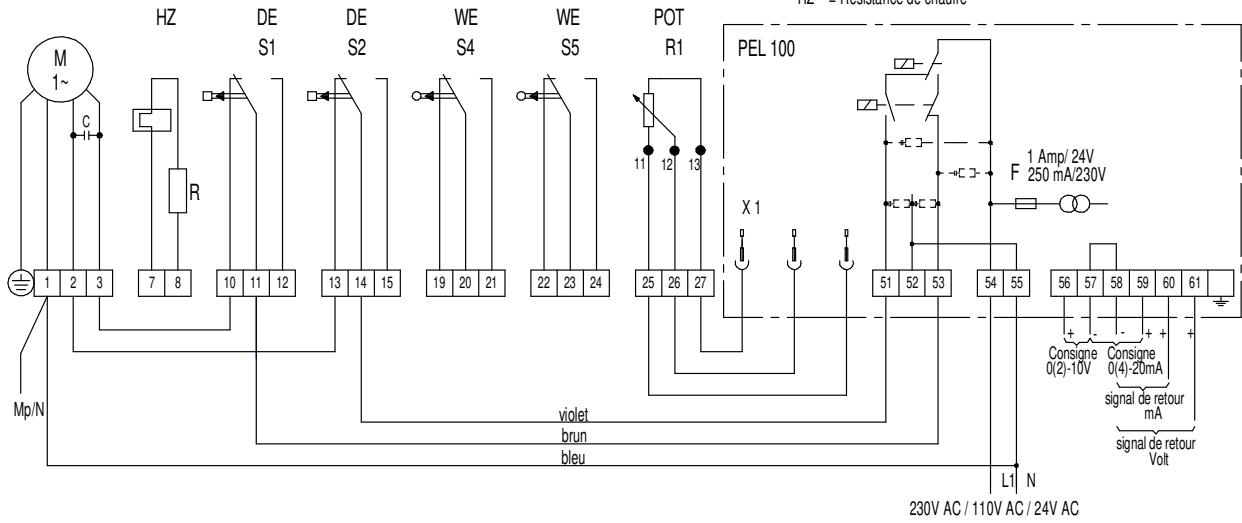 HZ = Résistance de chauffe
HZ DE DE WE WE POT
S1 S2 S4 S5 R1
PEL 100
M
1~
C
R
11 12 13
X 1
F
1 Amp/ 24V
250 mA/230V
1 2 3 7 8 10 11 12 13 14 15 19 20 21 22 23 24 25 26 27 51 52 53 54 55 56 57 58 59 60 61
+ - - + + +
Consigne
0(2)-10V
Consigne
0(4)-20mA
signal de retour
mA
signal de retour
Volt
Mp/N
violet
brun
bleu
L1 N
230V AC / 110V AC / 24V AC